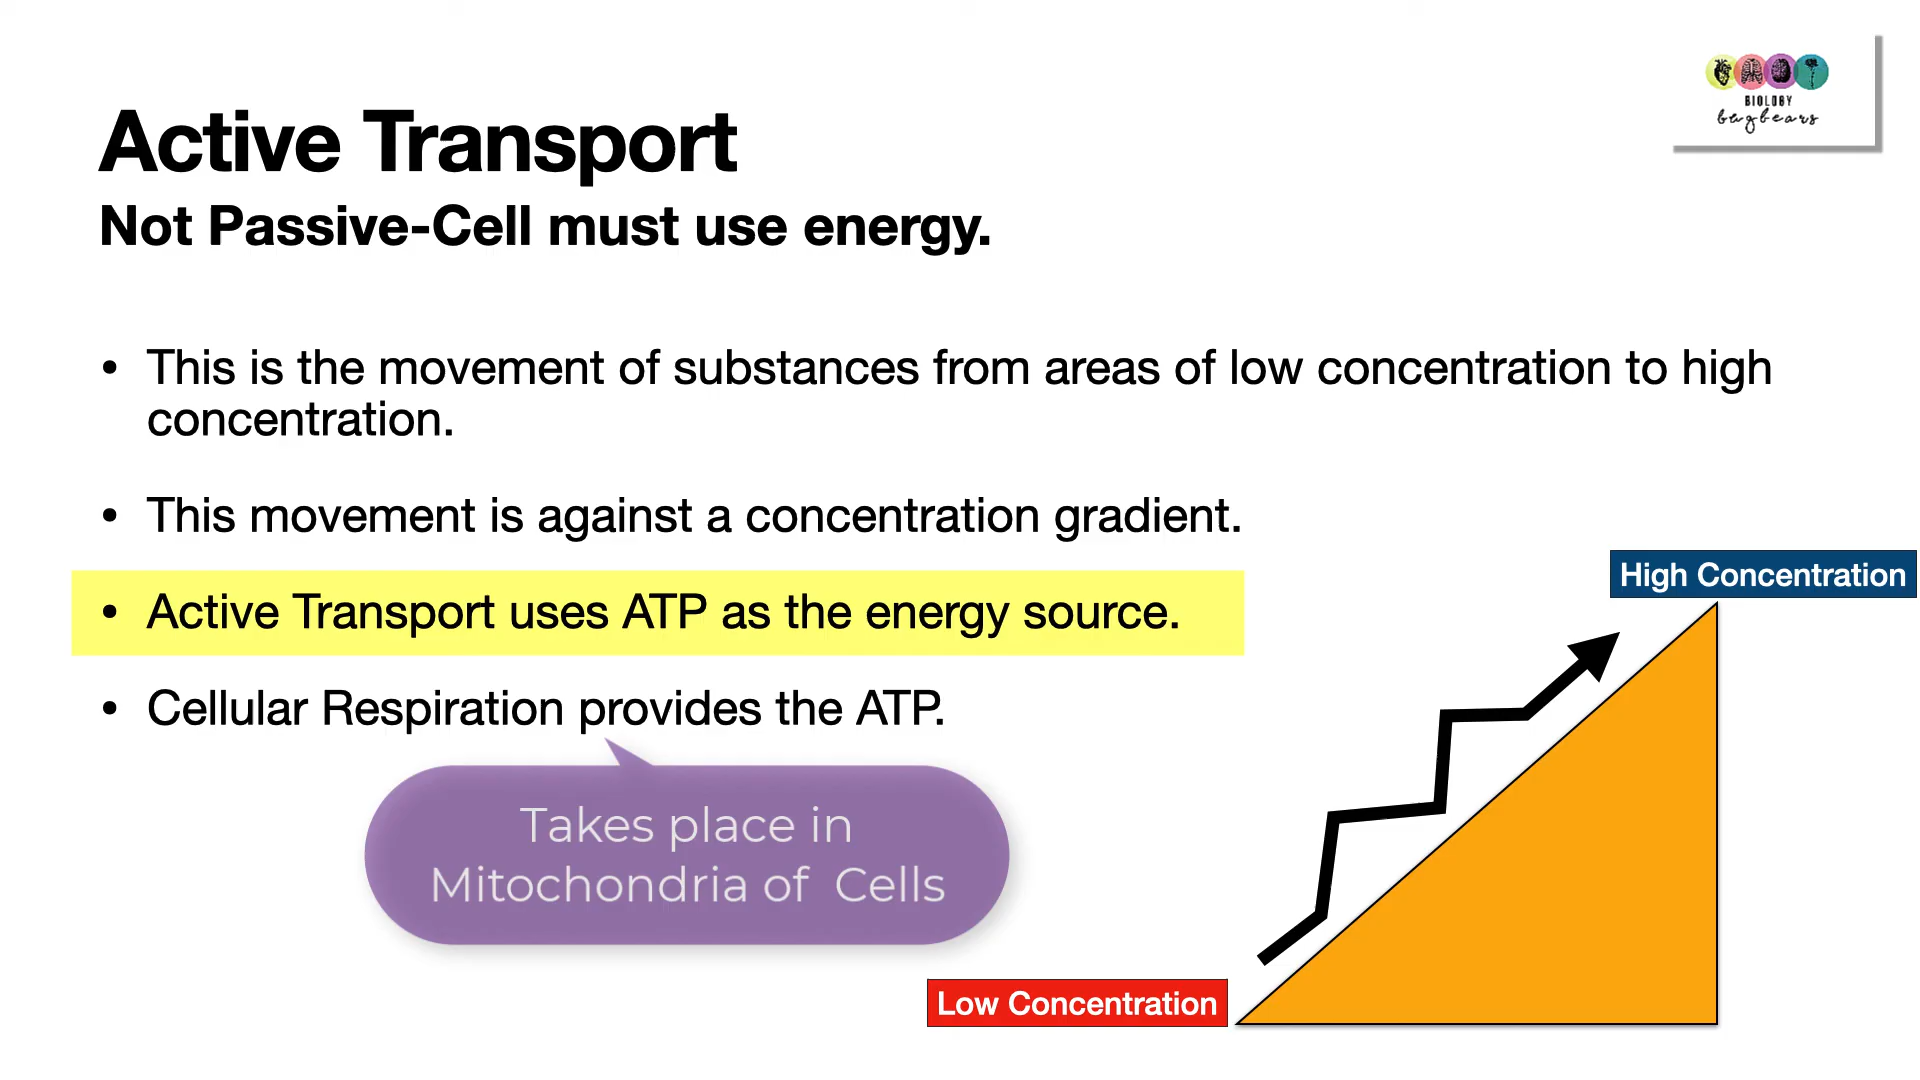 BIOLOBY
bugbears
Active Transport
Not Passive-Cell must use energy.
• This is the movement of substances from areas of low concentration to high
concentration.
• This movement is against a concentration gradient.
• Active Transport uses ATP as the energy source.
• Cellular Respiration provides the ATP.
Takes place in
Mitochondria of Cells
High Concentration
Low Concentration